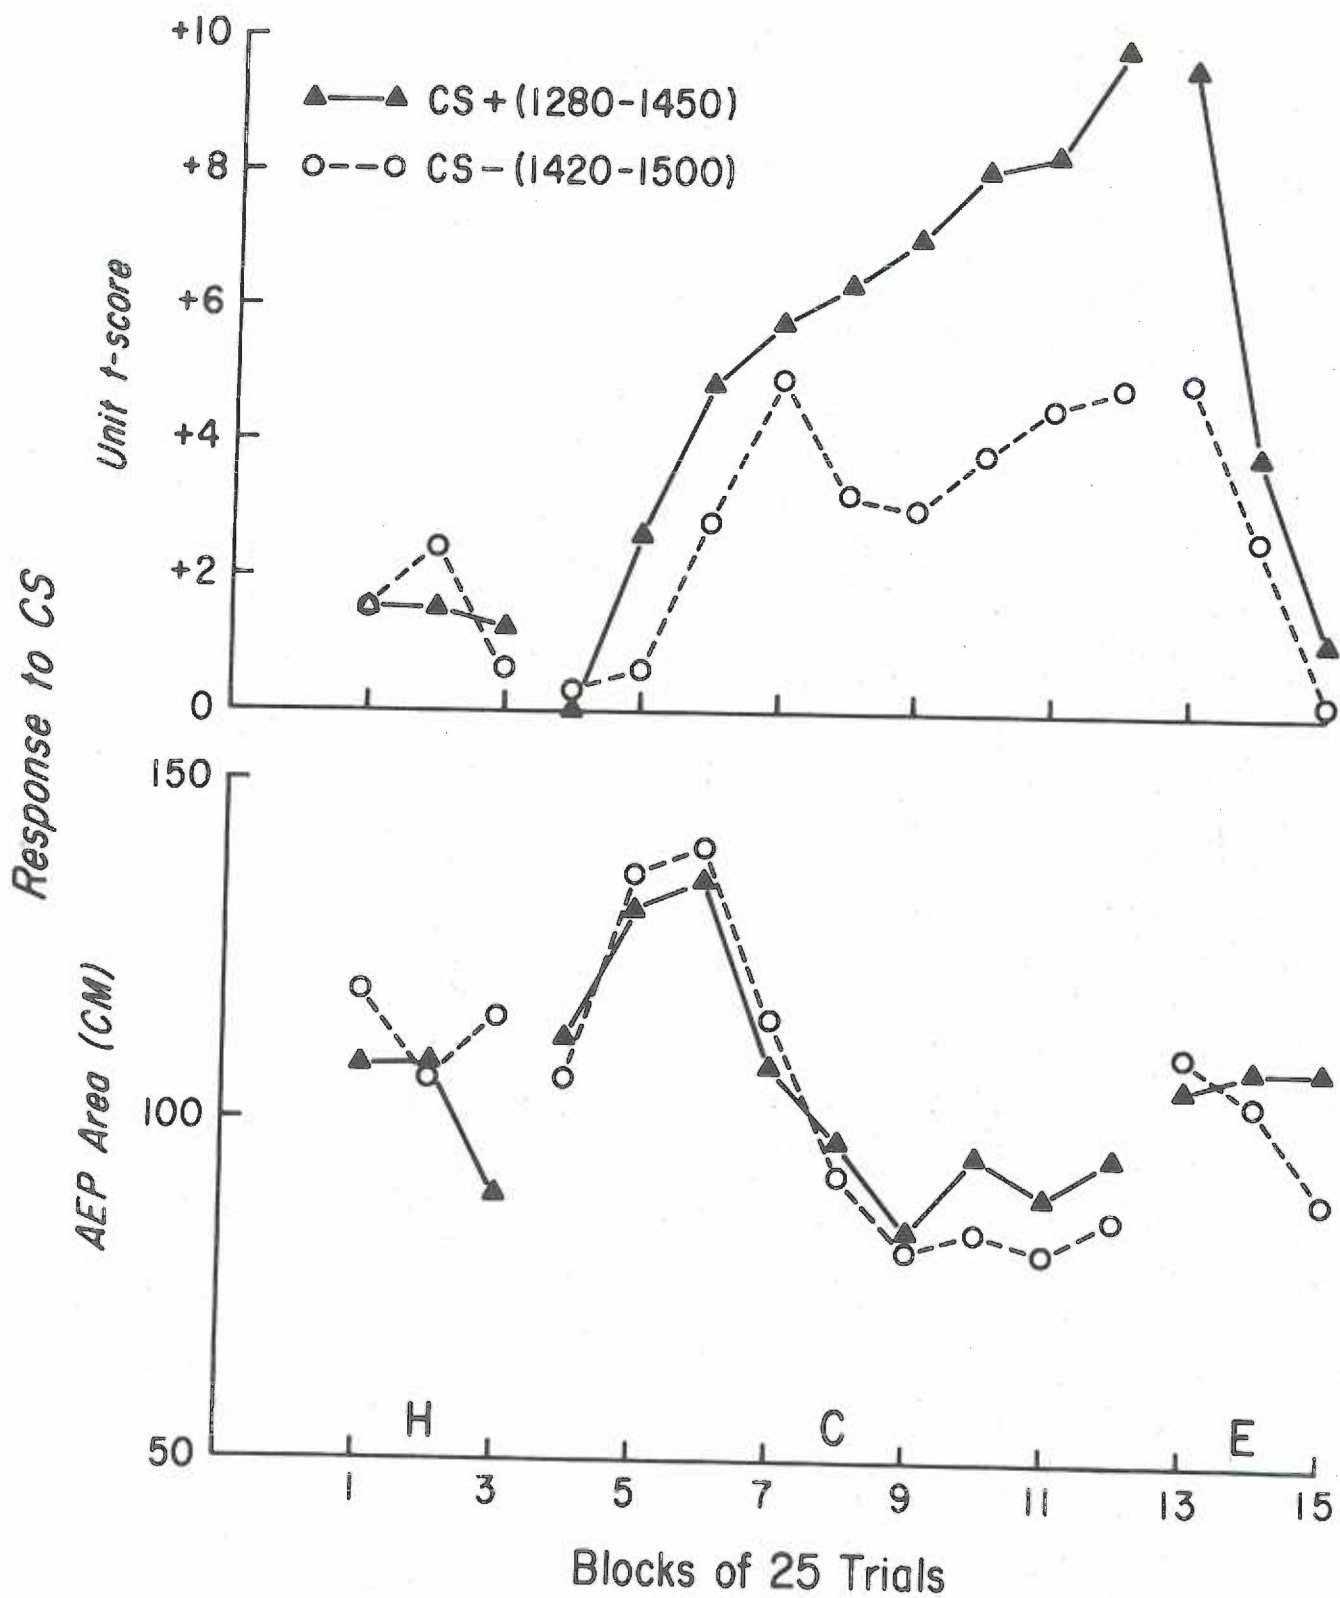 +10
CS+(1280-1450)
+8
CS-(1420-1500)
+6
Unit t-score
+4
+2
0
Response to CS
150
AEP Area (CM)
100
H C E
50
1 3 5 7 9 11 13 15
Blocks of 25 Trials